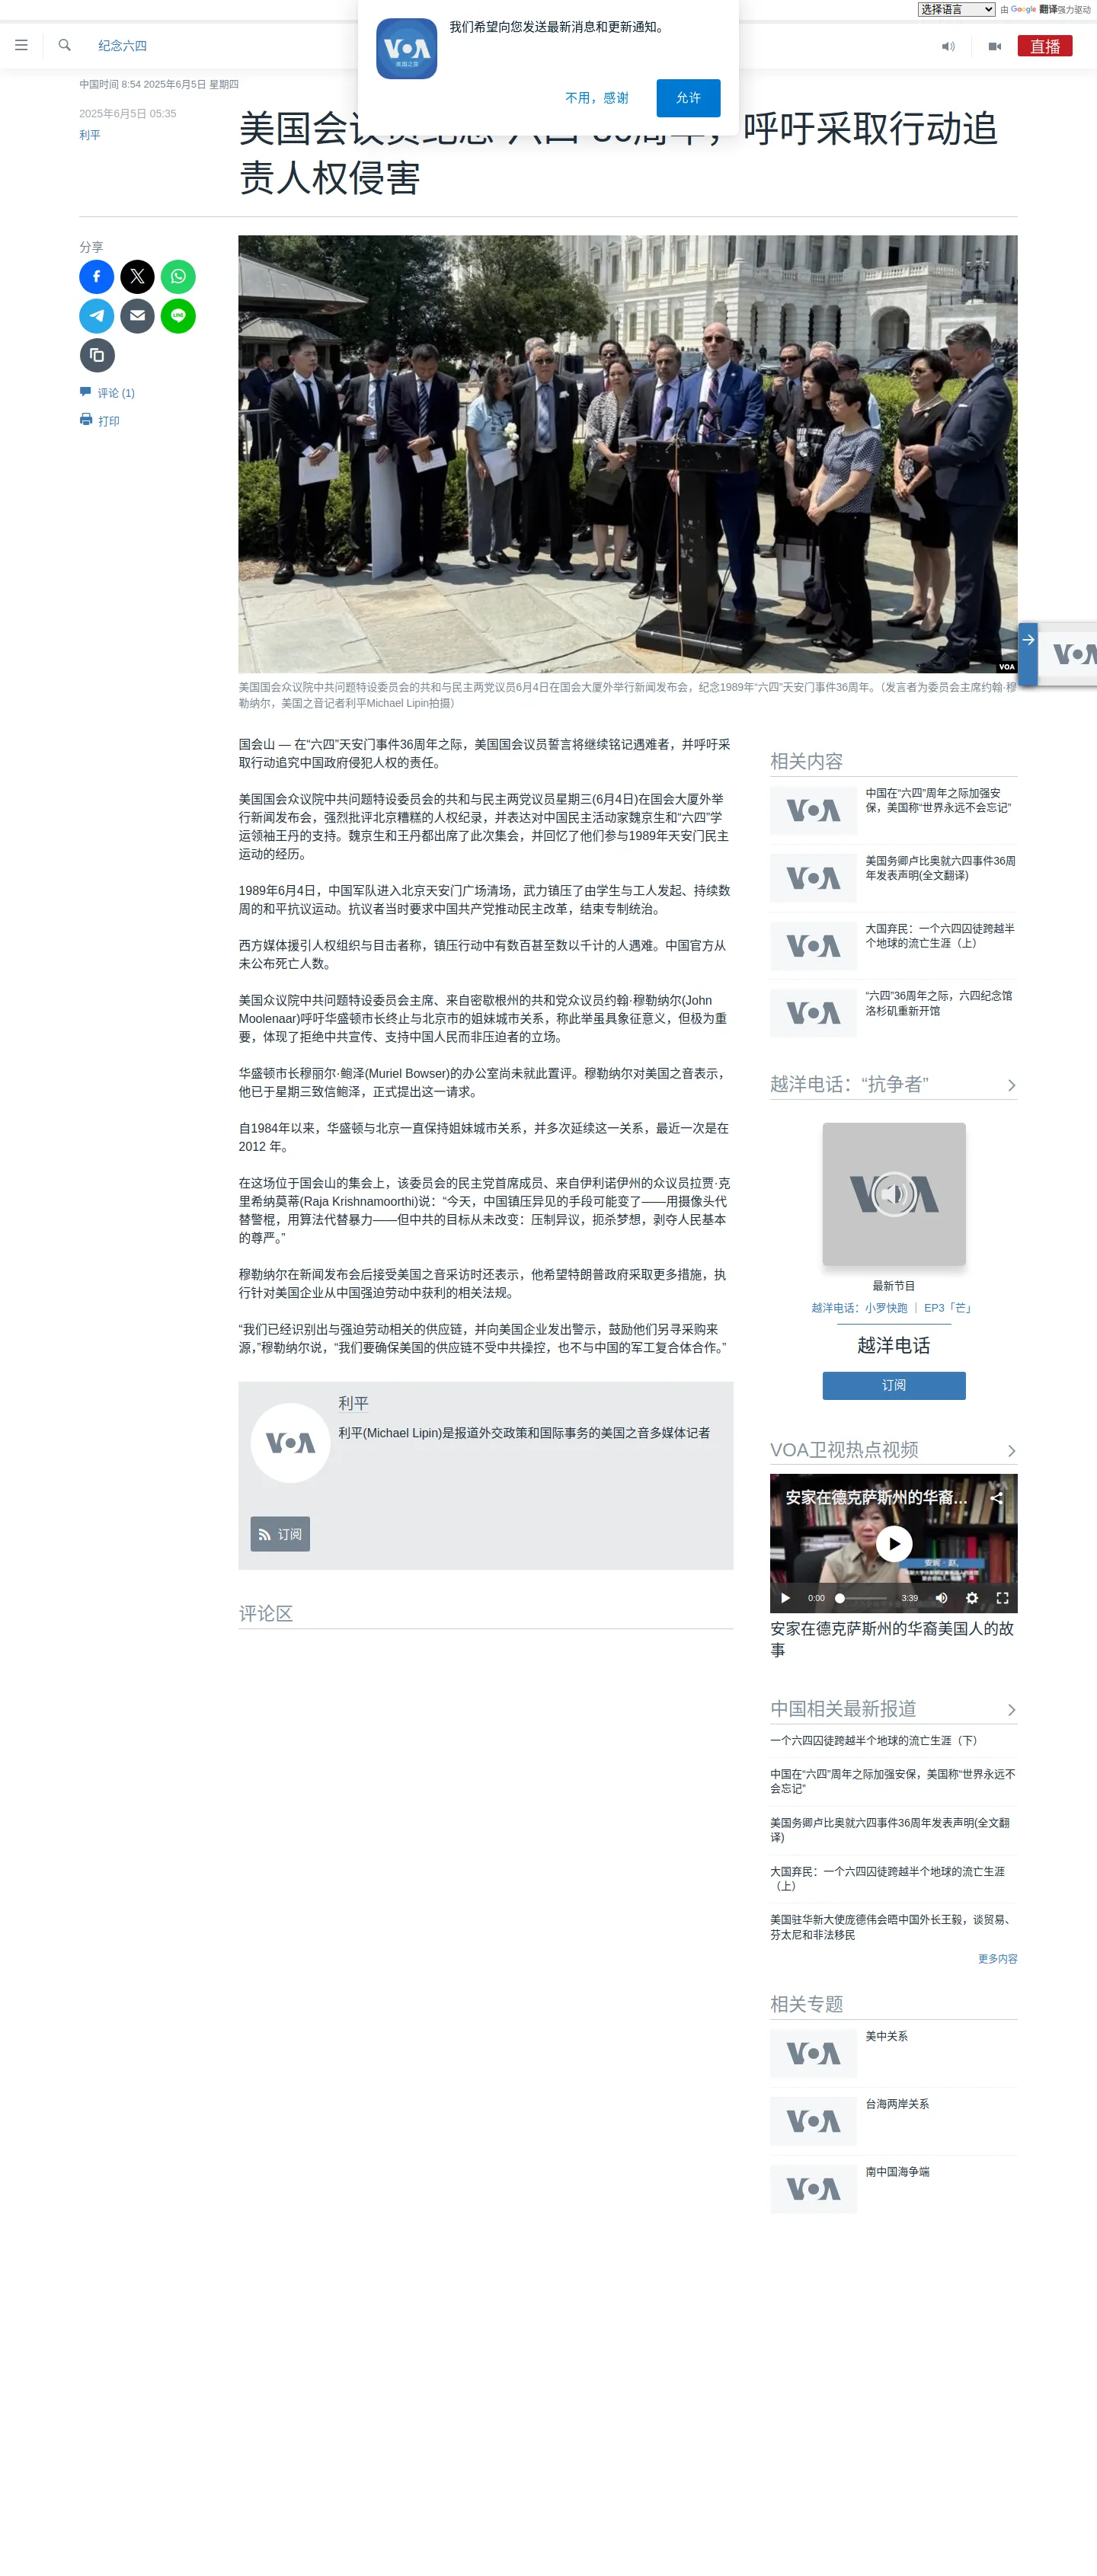 选择语言
由 Google 翻译强力驱动
我们希望向您发送最新消息和更新通知。
VOA
美国之音
不用，感谢
允许
纪念六四
直播
中国时间 8:54 2025年6月5日 星期四
2025年6月5日 05:35
利平
美国会议员纪念“六四”36周年，呼吁采取行动追
责人权侵害
分享
评论 (1)
打印
VOA
美国国会众议院中共问题特设委员会的共和与民主两党议员6月4日在国会大厦外举行新闻发布会，纪念1989年“六四”天安门事件36周年。（发言者为委员会主席约翰·穆
勒纳尔，美国之音记者利平Michael Lipin拍摄）
国会山 — 在“六四”天安门事件36周年之际，美国国会议员誓言将继续铭记遇难者，并呼吁采
取行动追究中国政府侵犯人权的责任。
美国国会众议院中共问题特设委员会的共和与民主两党议员星期三(6月4日)在国会大厦外举
行新闻发布会，强烈批评北京糟糕的人权纪录，并表达对中国民主活动家魏京生和“六四”学
运领袖王丹的支持。魏京生和王丹都出席了此次集会，并回忆了他们参与1989年天安门民主
运动的经历。
1989年6月4日，中国军队进入北京天安门广场清场，武力镇压了由学生与工人发起、持续数
周的和平抗议运动。抗议者当时要求中国共产党推动民主改革，结束专制统治。
西方媒体援引人权组织与目击者称，镇压行动中有数百甚至数以千计的人遇难。中国官方从
未公布死亡人数。
美国众议院中共问题特设委员会主席、来自密歇根州的共和党众议员约翰·穆勒纳尔(John
Moolenaar)呼吁华盛顿市长终止与北京市的姐妹城市关系，称此举虽具象征意义，但极为重
要，体现了拒绝中共宣传、支持中国人民而非压迫者的立场。
华盛顿市长穆丽尔·鲍泽(Muriel Bowser)的办公室尚未就此置评。穆勒纳尔对美国之音表示，
他已于星期三致信鲍泽，正式提出这一请求。
自1984年以来，华盛顿与北京一直保持姐妹城市关系，并多次延续这一关系，最近一次是在
2012 年。
在这场位于国会山的集会上，该委员会的民主党首席成员、来自伊利诺伊州的众议员拉贾·克
里希纳莫蒂(Raja Krishnamoorthi)说：“今天，中国镇压异见的手段可能变了——用摄像头代
替警棍，用算法代替暴力——但中共的目标从未改变：压制异议，扼杀梦想，剥夺人民基本
的尊严。”
穆勒纳尔在新闻发布会后接受美国之音采访时还表示，他希望特朗普政府采取更多措施，执
行针对美国企业从中国强迫劳动中获利的相关法规。
“我们已经识别出与强迫劳动相关的供应链，并向美国企业发出警示，鼓励他们另寻采购来
源，”穆勒纳尔说，“我们要确保美国的供应链不受中共操控，也不与中国的军工复合体合作。”
VOA
利平
利平(Michael Lipin)是报道外交政策和国际事务的美国之音多媒体记者
订阅
评论区
相关内容
VOA
中国在“六四”周年之际加强安
保，美国称“世界永远不会忘记”
VOA
美国务卿卢比奥就六四事件36周
年发表声明(全文翻译)
VOA
大国弃民：一个六四囚徒跨越半
个地球的流亡生涯（上）
VOA
“六四”36周年之际，六四纪念馆
洛杉矶重新开馆
越洋电话：“抗争者”
最新节目
越洋电话：小罗快跑 ｜ EP3「芒」
越洋电话
订阅
VOA卫视热点视频
安家在德克萨斯州的华裔…
0:00
3:39
安家在德克萨斯州的华裔美国人的故
事
中国相关最新报道
一个六四囚徒跨越半个地球的流亡生涯（下）
中国在“六四”周年之际加强安保，美国称“世界永远不
会忘记”
美国务卿卢比奥就六四事件36周年发表声明(全文翻
译)
大国弃民：一个六四囚徒跨越半个地球的流亡生涯
（上）
美国驻华新大使庞德伟会晤中国外长王毅，谈贸易、
芬太尼和非法移民
更多内容
相关专题
VOA
美中关系
VOA
台海两岸关系
VOA
南中国海争端